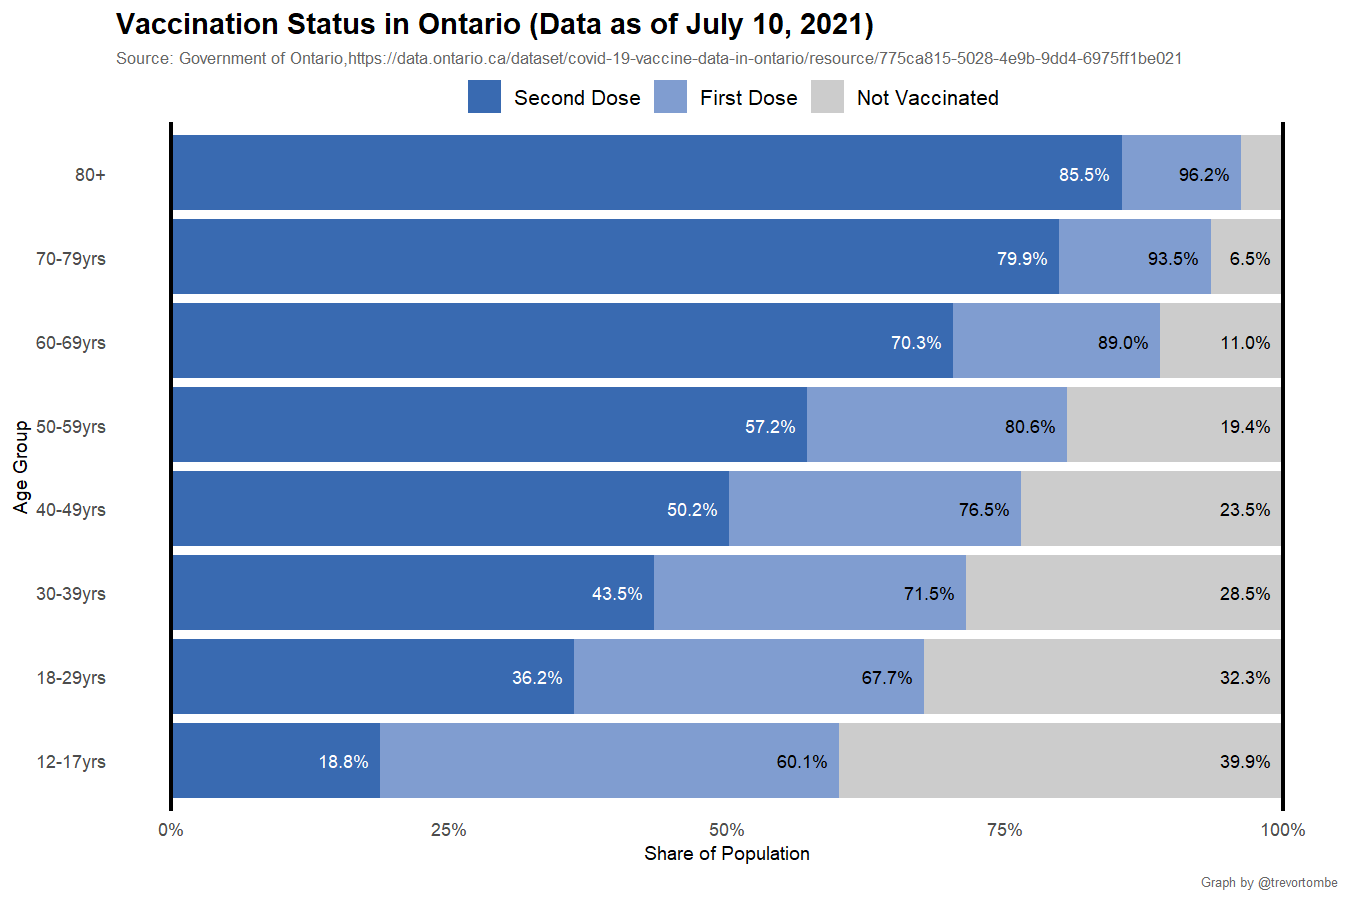 Vaccination Status in Ontario (Data as of July 10, 2021)
Source: Government of Ontario,https://data.ontario.ca/dataset/covid-19-vaccine-data-in-ontario/resource/775ca815-5028-4e9b-9dd4-6975ff1be021
Second Dose First Dose Not Vaccinated
80+ 85.5% 96.2%
70-79yrs 79.9% 93.5% 6.5%
60-69yrs 70.3% 89.0% 11.0%
50-59yrs 57.2% 80.6% 19.4%
Age Group
40-49yrs 50.2% 76.5% 23.5%
30-39yrs 43.5% 71.5% 28.5%
18-29yrs 36.2% 67.7% 32.3%
12-17yrs 18.8% 60.1% 39.9%
0% 25% 50% 75% 100%
Share of Population
Graph by @trevortombe